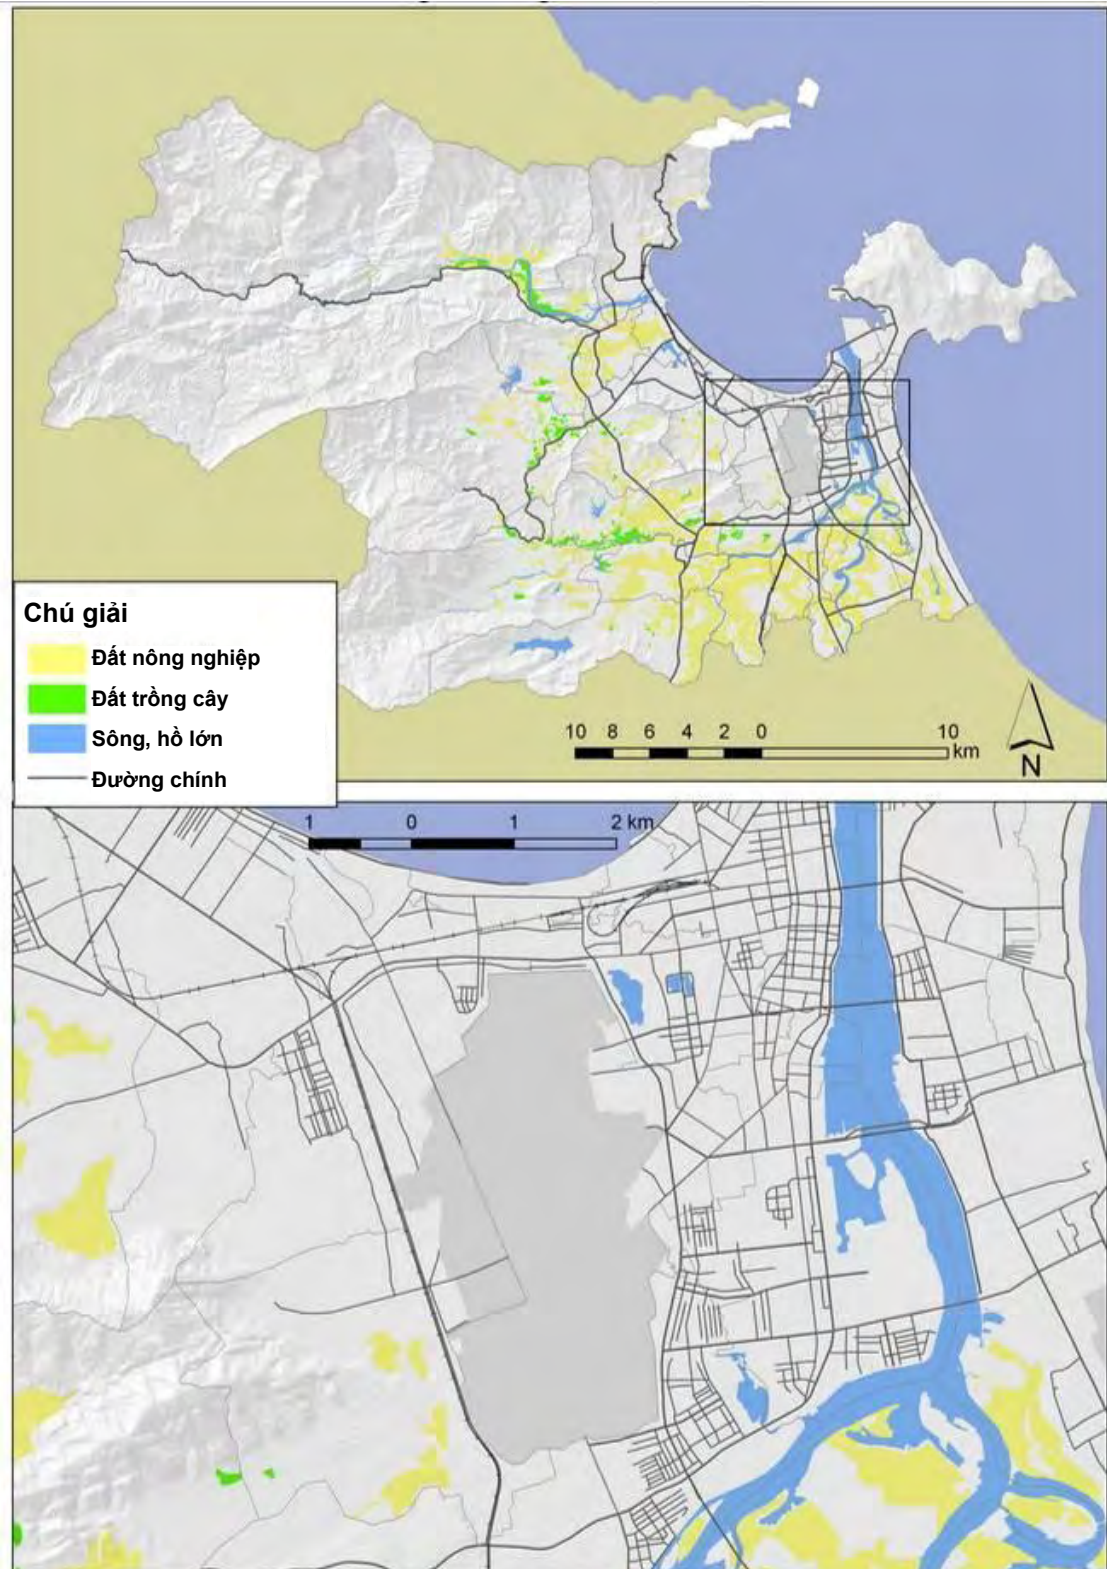 Chú giải
Đất nông nghiệp
Đất trồng cây
Sông, hồ lớn
Đường chính
10 8 6 4 2 0 10
km
N
1 0 1 2 km